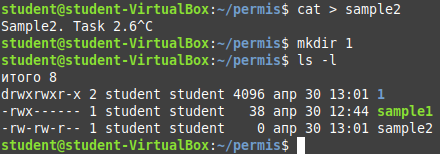 student@student-VirtualBox:~/permis$ cat > sample2
Sample2. Task 2.6^C
student@student-VirtualBox:~/permis$ mkdir 1
student@student-VirtualBox:~/permis$ ls -l
итого 8
drwxrwxr-x 2 student student 4096 апр 30 13:01 1
-rwx------ 1 student student   38 апр 30 12:44 sample1
-rw-rw-r-- 1 student student    0 апр 30 13:01 sample2
student@student-VirtualBox:~/permis$